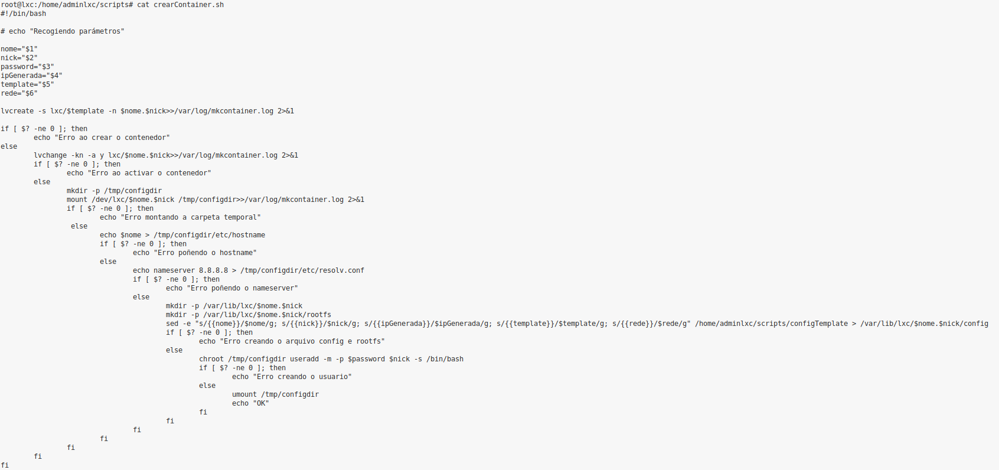 root@lxc:/home/adminlxc/scripts# cat crearContainer.sh
#!/bin/bash

# echo "Recogiendo parámetros"

nome="$1"
nick="$2"
password="$3"
ipGenerada="$4"
template="$5"
rede="$6"

lvcreate -s lxc/$template -n $nome.$nick>>/var/log/mkcontainer.log 2>&1

if [ $? -ne 0 ]; then
        echo "Erro ao crear o contenedor"
else
        lvchange -kn -a y lxc/$nome.$nick>>/var/log/mkcontainer.log 2>&1
        if [ $? -ne 0 ]; then
                echo "Erro ao activar o contenedor"
        else
                mkdir -p /tmp/configdir
                mount /dev/lxc/$nome.$nick /tmp/configdir>>/var/log/mkcontainer.log 2>&1
                if [ $? -ne 0 ]; then
                        echo "Erro montando a carpeta temporal"
                 else
                        echo $nome > /tmp/configdir/etc/hostname
                        if [ $? -ne 0 ]; then
                                echo "Erro poñendo o hostname"
                        else
                                echo nameserver 8.8.8.8 > /tmp/configdir/etc/resolv.conf
                                if [ $? -ne 0 ]; then
                                        echo "Erro poñendo o nameserver"
                                else
                                        mkdir -p /var/lib/lxc/$nome.$nick
                                        mkdir -p /var/lib/lxc/$nome.$nick/rootfs
                                        sed -e "s/{{nome}}/$nome/g; s/{{nick}}/$nick/g; s/{{ipGenerada}}/$ipGenerada/g; s/{{template}}/$template/g; s/{{rede}}/$rede/g" /home/adminlxc/scripts/configTemplate > /var/lib/lxc/$nome.$nick/config
                                        if [ $? -ne 0 ]; then
                                                echo "Erro creando o arquivo config e rootfs"
                                        else
                                                chroot /tmp/configdir useradd -m -p $password $nick -s /bin/bash
                                                if [ $? -ne 0 ]; then
                                                        echo "Erro creando o usuario"
                                                else
                                                        umount /tmp/configdir
                                                        echo "OK"
                                                fi
                                        fi
                                fi
                        fi
                fi
        fi
fi